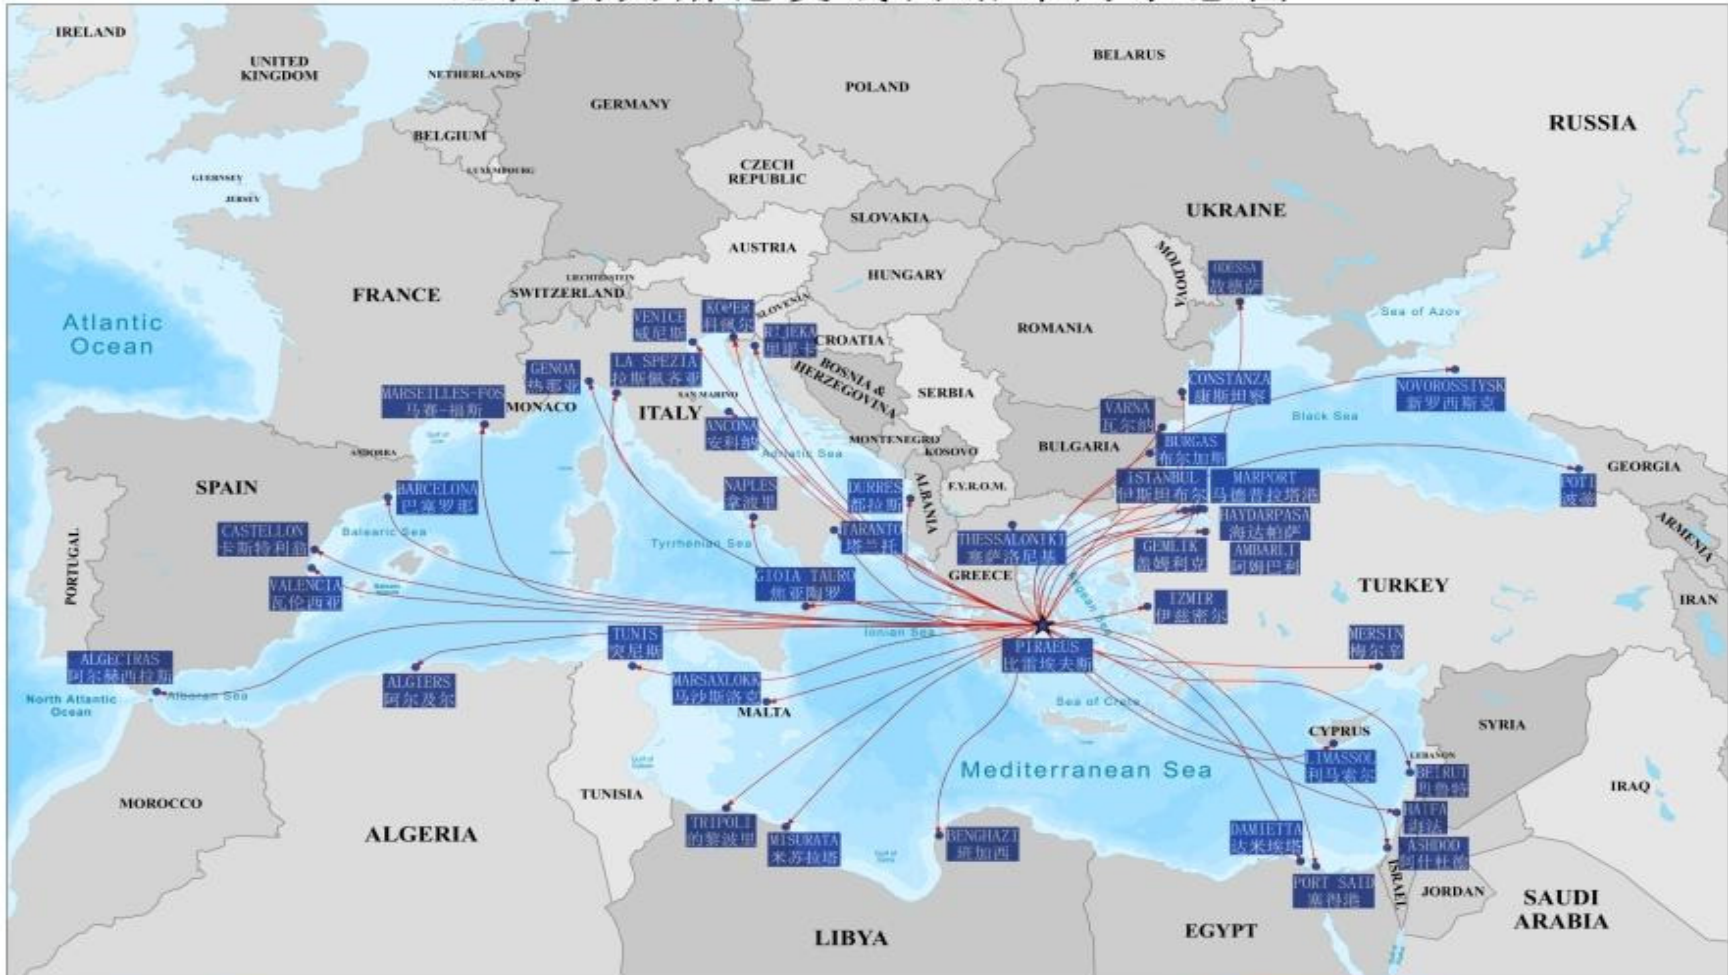 IRELAND
UNITED
KINGDOM
NETHERLANDS
BELGIUM
LUXEMBOURG
GERMANY
POLAND
BELARUS
RUSSIA
GUERNSEY
JERSEY
CZECH
REPUBLIC
SLOVAKIA
UKRAINE
AUSTRIA
HUNGARY
MOLDOVA
LIECHTENSTEIN
SWITZERLAND
FRANCE
Atlantic
Ocean
ROMANIA
ODESSA
敖德萨
Sea of Azov
VENICE
威尼斯
KOPER
科佩尔
SLOVENIA
RIJEKA
里耶卡
CROATIA
BOSNIA &
HERZEGOVINA
SERBIA
GENOA
热那亚
LA SPEZIA
拉斯佩齐亚
MARSEILLES-FOS
马赛-福斯
MONACO
ITALY
SAN MARINO
ANCONA
安科纳
Adriatic Sea
MONTENEGRO
KOSOVO
BULGARIA
VARNA
瓦尔纳
CONSTANZA
康斯坦察
NOVOROSSIYSK
新罗西斯克
Black Sea
BURGAS
布尔加斯
GEORGIA
POTI
波蒂
ARMENIA
IRAN
ANDORRA
SPAIN
PORTUGAL
BARCELONA
巴塞罗那
CASTELLON
卡斯特利翁
Balearic Sea
VALENCIA
瓦伦西亚
NAPLES
拿波里
Tyrrhenian Sea
DURRES
都拉斯
ALBANIA
F.Y.R.O.M.
TARANTO
塔兰托
GIOIA TAURO
焦亚陶罗
THESSALONIKI
塞萨洛尼基
GREECE
ISTANBUL
伊斯坦布尔
MARPORT
马德普拉塔港
HAYDARPASA
海达帕萨
GEMLIK
盖姆利克
AMBARLI
阿姆巴利
TURKEY
Aegean Sea
IZMIR
伊兹密尔
Ionian Sea
PIRAEUS
比雷埃夫斯
MERSIN
梅尔辛
ALGECIRAS
阿尔赫西拉斯
North Atlantic
Ocean
Alboran Sea
ALGIERS
阿尔及尔
TUNIS
突尼斯
MARSAXLOKK
马沙斯洛克
MALTA
Sea of Crete
CYPRUS
LIMASSOL
利马索尔
SYRIA
LEBANON
BEIRUT
贝鲁特
IRAQ
Mediterranean Sea
MOROCCO
ALGERIA
TUNISIA
TRIPOLI
的黎波里
MISURATA
米苏拉塔
BENGHAZI
班加西
DAMIETTA
达米埃塔
HAIFA
海法
ASHDOD
阿什杜德
PORT SAID
塞得港
ISRAEL
JORDAN
SAUDI
ARABIA
LIBYA
EGYPT